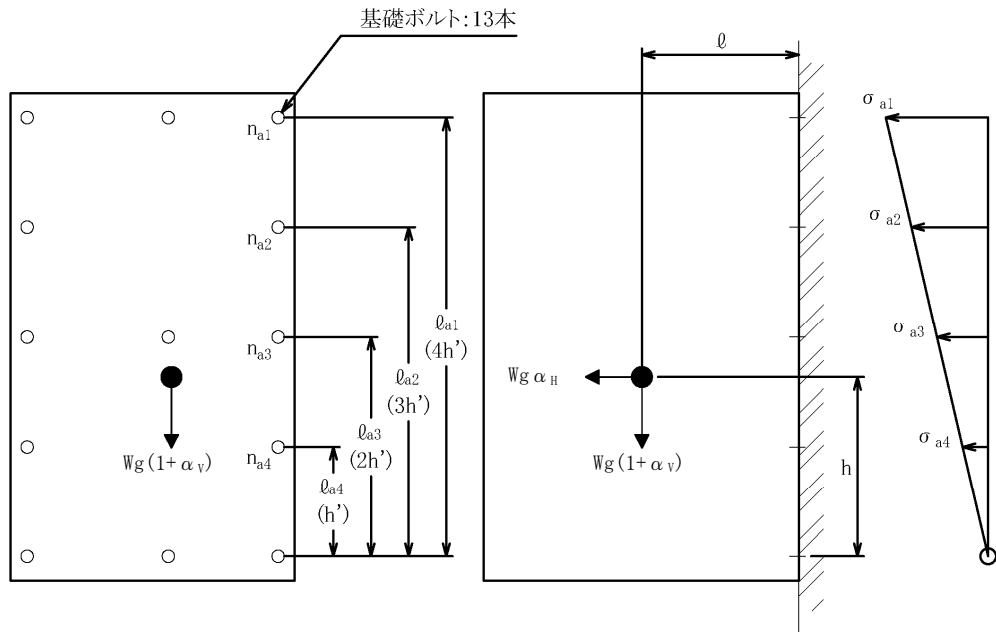 基礎ボルト:13本
na1
na2
na3
na4
ℓa1
(4h')
ℓa2
(3h')
ℓa3
(2h')
ℓa4
(h')
Wg(1+αV)
ℓ
WgαH
Wg(1+αV)
h
σa1
σa2
σa3
σa4